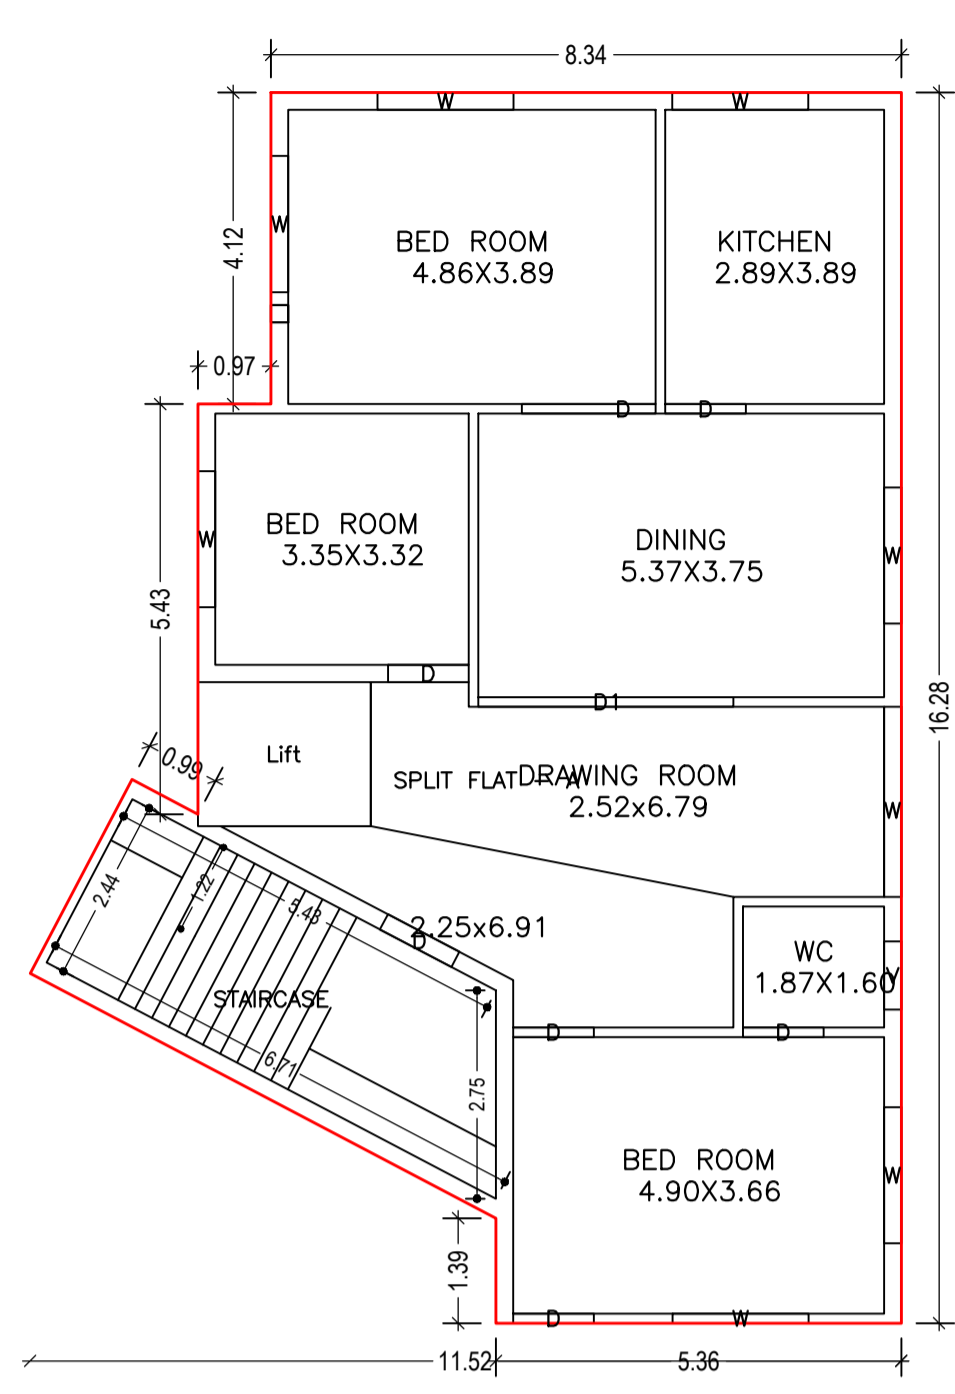 8.34
W
W
4.12
W
BED ROOM
4.86X3.89
KITCHEN
2.89X3.89
0.97
D
D
BED ROOM
3.35X3.32
DINING
5.37X3.75
W
W
5.43
16.28
D
D1
Lift
0.99
SPLIT FLAT - A
DRAWING ROOM
2.52x6.79
W
2.44
1.22
5.43
2.25x6.91
D
WC
1.87X1.60
V
STAIRCASE
D
D
6.71
2.75
BED ROOM
4.90X3.66
W
1.39
D
W
11.52
5.36